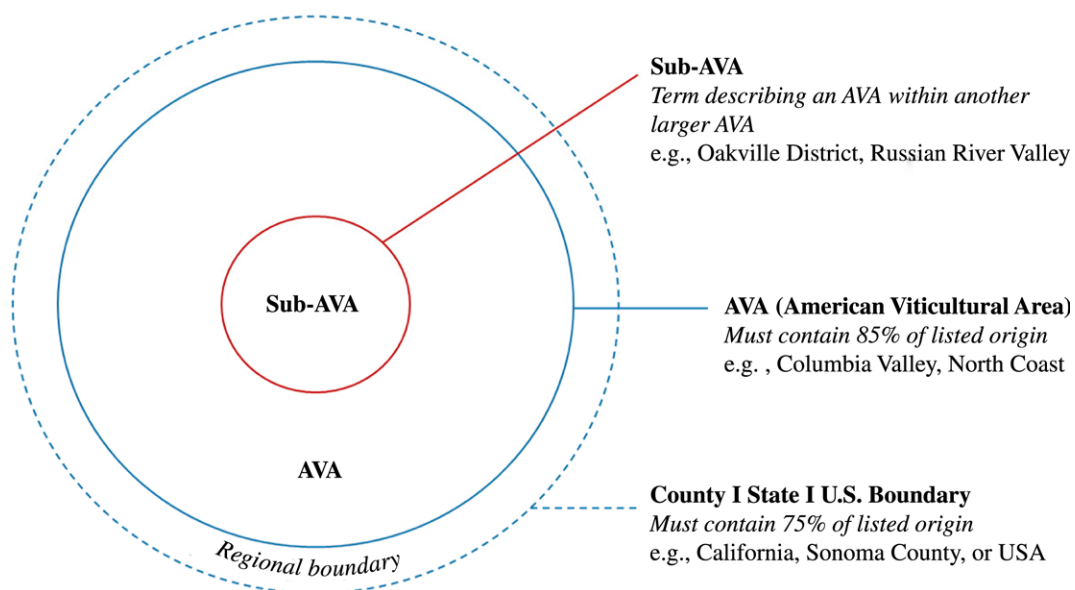 Sub-AVA
Term describing an AVA within another
larger AVA
e.g., Oakville District, Russian River Valley
Sub-AVA
AVA (American Viticultural Area)
Must contain 85% of listed origin
e.g. , Columbia Valley, North Coast
AVA
County I State I U.S. Boundary
Must contain 75% of listed origin
e.g., California, Sonoma County, or USA
Regional boundary